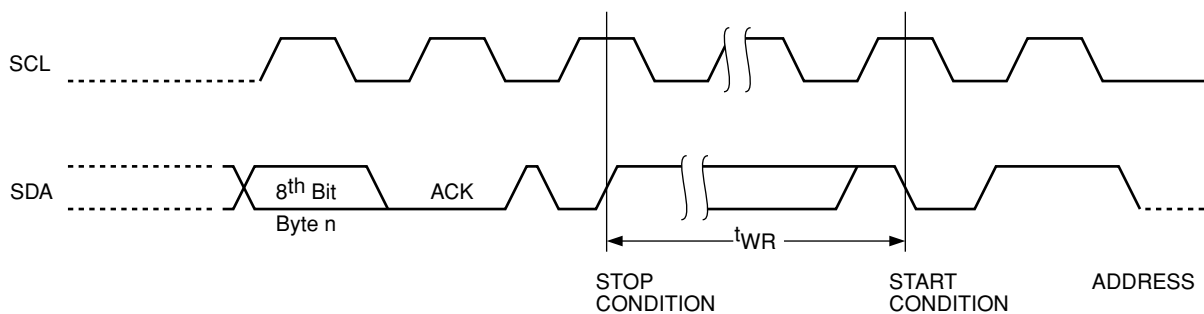 SCL
SDA
8th Bit
Byte n
ACK
tWR
STOP
CONDITION
START
CONDITION
ADDRESS